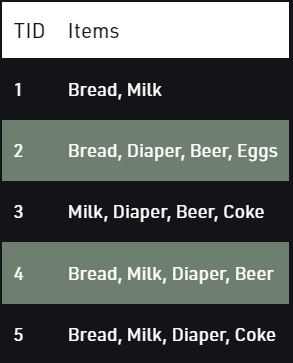 TID Items
1 Bread, Milk
2 Bread, Diaper, Beer, Eggs
3 Milk, Diaper, Beer, Coke
4 Bread, Milk, Diaper, Beer
5 Bread, Milk, Diaper, Coke